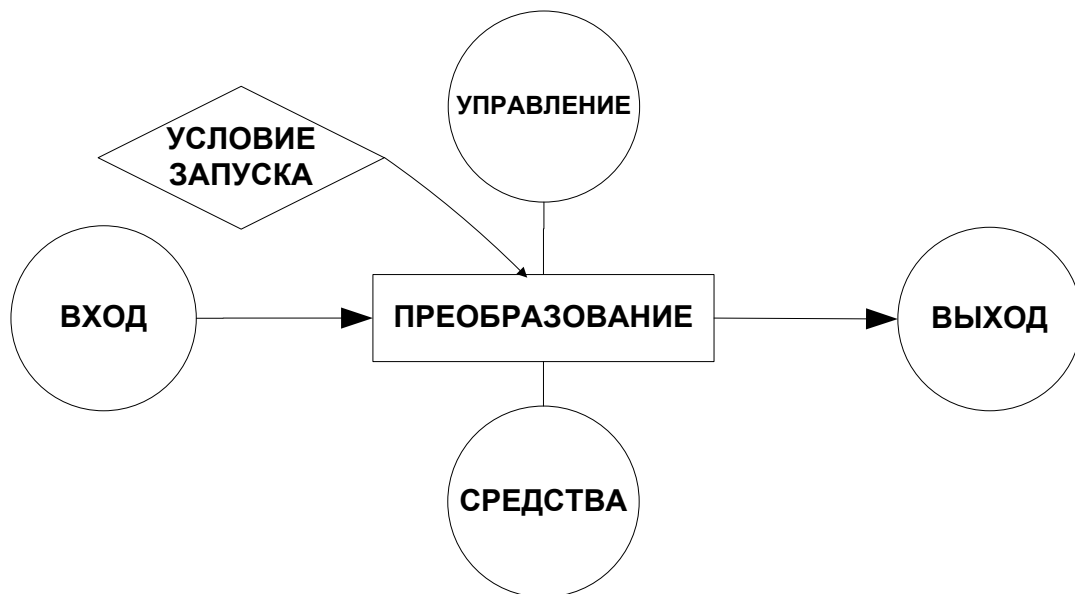 УПРАВЛЕНИЕ
УСЛОВИЕ
ЗАПУСКА
ВХОД
ПРЕОБРАЗОВАНИЕ
ВЫХОД
СРЕДСТВА